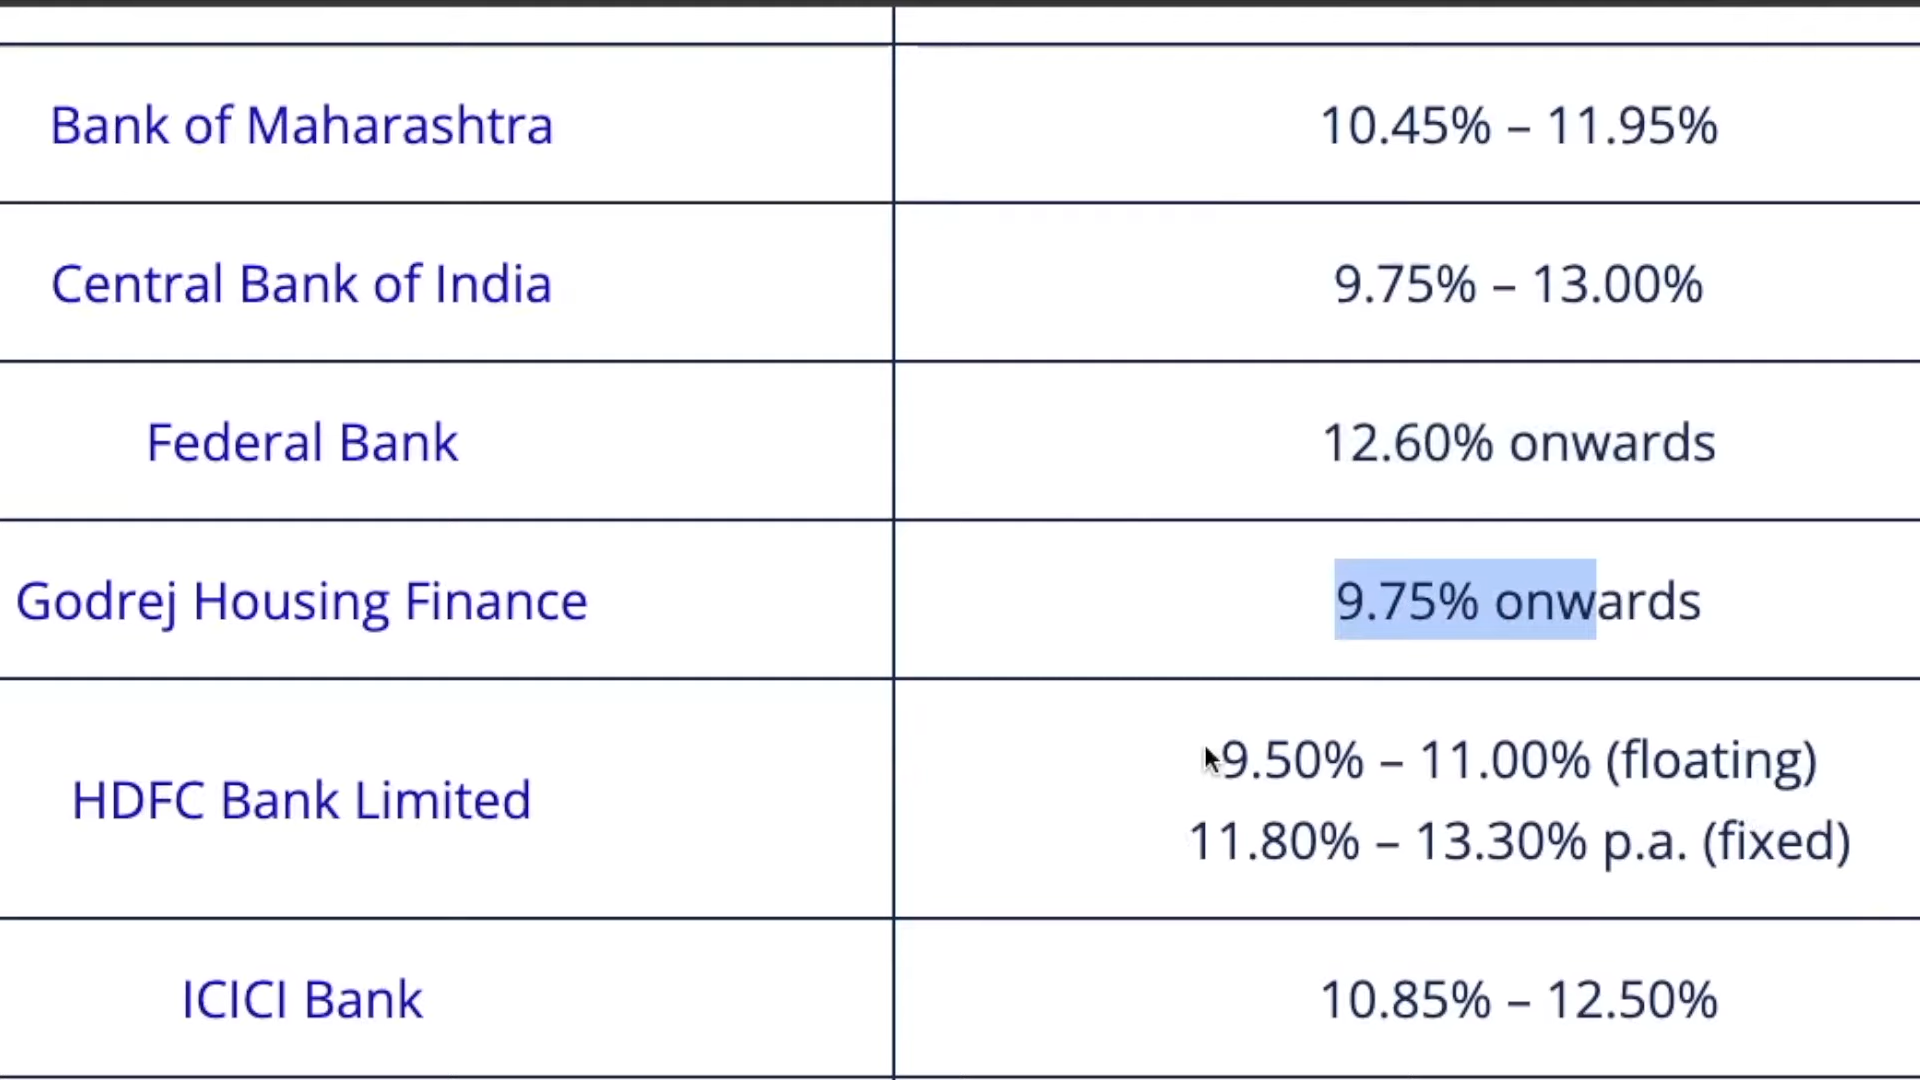 Bank of Maharashtra
10.45% – 11.95%
Central Bank of India
9.75% – 13.00%
Federal Bank
12.60% onwards
Godrej Housing Finance
9.75% onwards
HDFC Bank Limited
9.50% – 11.00% (floating)
11.80% – 13.30% p.a. (fixed)
ICICI Bank
10.85% – 12.50%